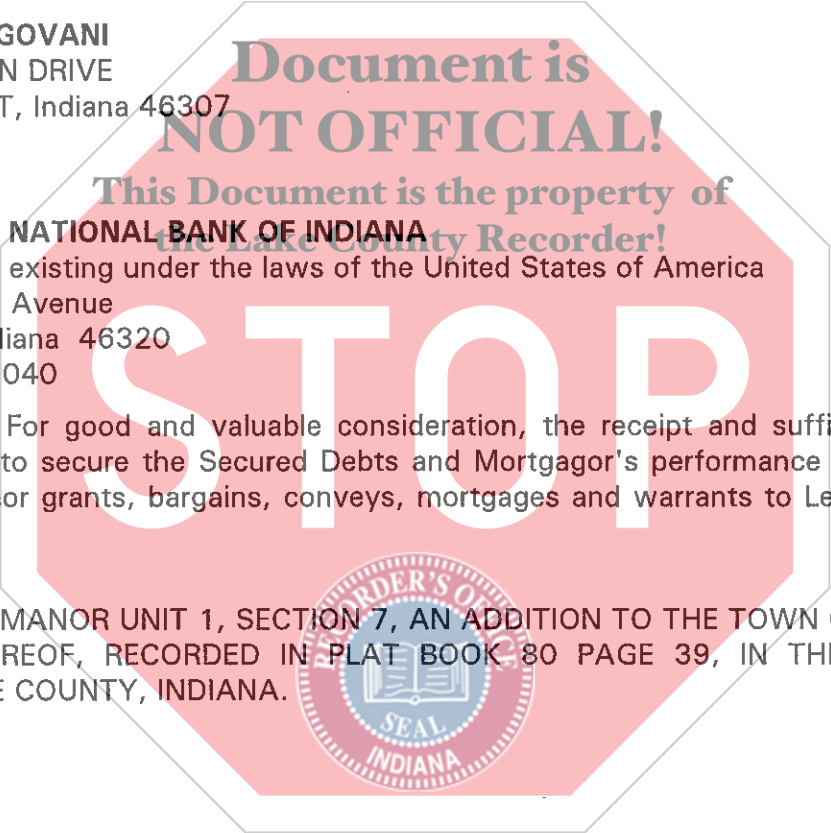 GOVANI
N DRIVE
T, Indiana 46307
Document is
NOT OFFICIAL!
This Document is the property of
the Lake County Recorder!
NATIONAL BANK OF INDIANA
existing under the laws of the United States of America
Avenue
diana 46320
040
STOP
For good and valuable consideration, the receipt and suffi
to secure the Secured Debts and Mortgagor's performance
or grants, bargains, conveys, mortgages and warrants to Le
MANOR UNIT 1, SECTION 7, AN ADDITION TO THE TOWN
REOF, RECORDED IN PLAT BOOK 80 PAGE 39, IN TH
E COUNTY, INDIANA.
RECORDER'S OFFICE
SEAL
INDIANA